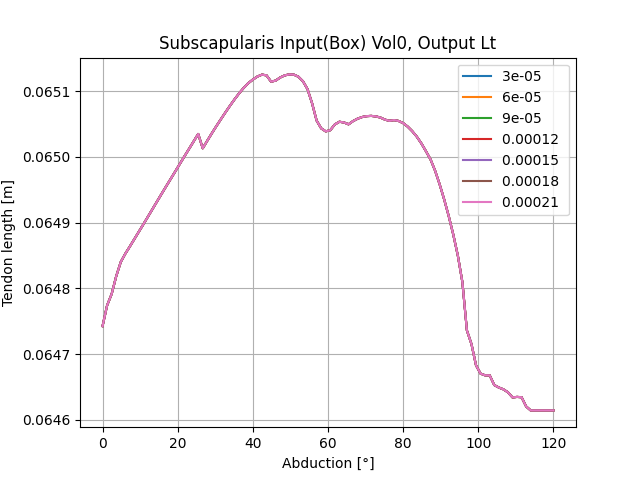 Subscapularis Input(Box) Vol0, Output Lt
0.0651
0.0650
0.0649
0.0648
0.0647
0.0646
Tendon length [m]
3e-05
6e-05
9e-05
0.00012
0.00015
0.00018
0.00021
0 20 40 60 80 100 120
Abduction [°]